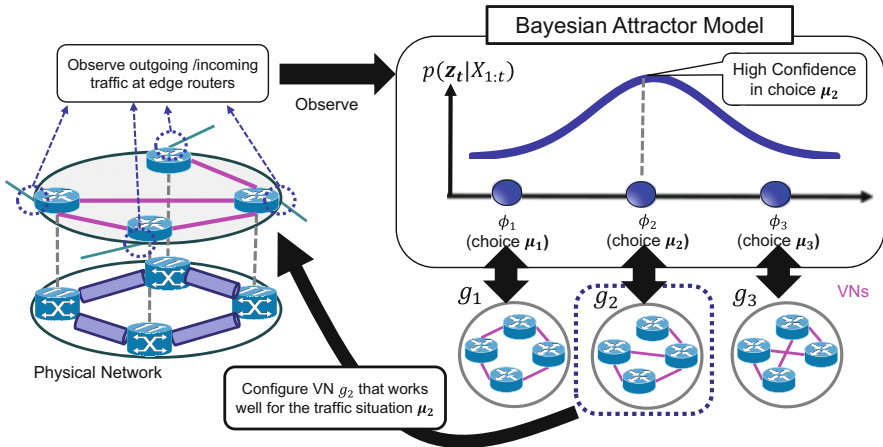 Bayesian Attractor Model
Observe outgoing /incoming
traffic at edge routers
Observe
p(𝒛𝒕|X₁:ₜ)
High Confidence
in choice 𝝁𝟐
ϕ₁
(choice 𝝁𝟏)
ϕ₂
(choice 𝝁𝟐)
ϕ₃
(choice 𝝁𝟑)
g₁
g₂
g₃
VNs
Physical Network
Configure VN g₂ that works
well for the traffic situation 𝝁𝟐